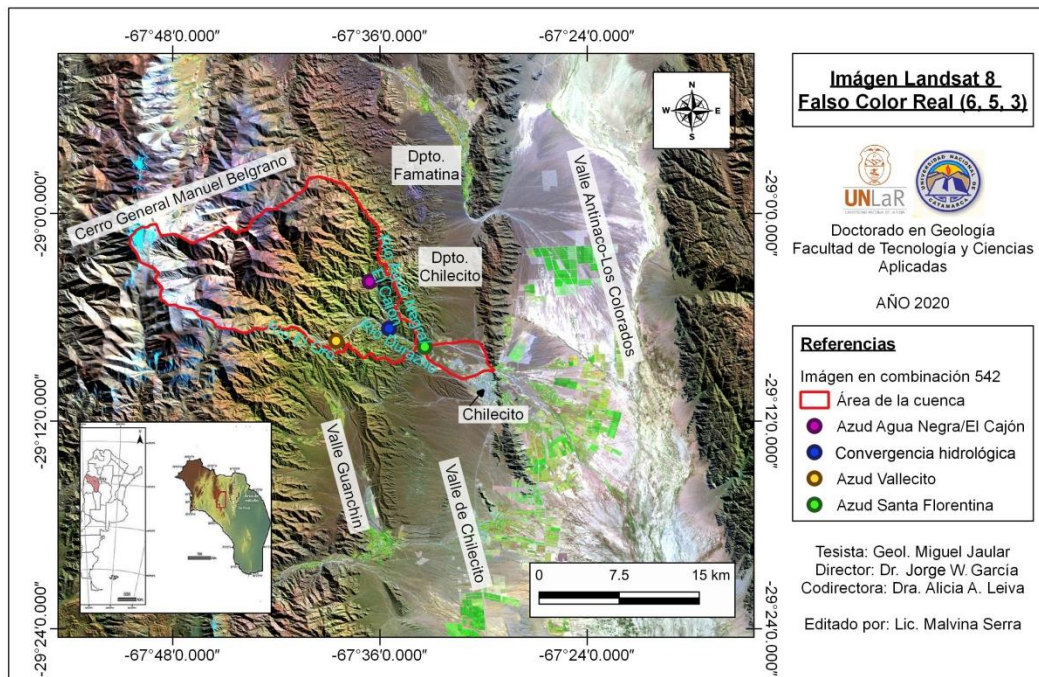 -67°48'0.000"
-67°36'0.000"
-67°24'0.000"
-29°0'0.000"
-29°12'0.000"
-29°24'0.000"
-29°0'0.000"
-29°12'0.000"
-29°24'0.000"
-67°48'0.000"
-67°36'0.000"
-67°24'0.000"
N
W
E
S
Cerro General Manuel Belgrano
Dpto.
Famatina
Dpto.
Chilecito
Valle Antinaco-Los Colorados
El Cajón
Chilecito
Valle Guanchin
Valle de Chilecito
0
7.5
15 km
Imágen Landsat 8
Falso Color Real (6, 5, 3)
UNLaR
UNIVERSIDAD NACIONAL DE
CATAMARCA
Doctorado en Geología
Facultad de Tecnología y Ciencias
Aplicadas
AÑO 2020
Referencias
Imágen en combinación 542
Área de la cuenca
Azud Agua Negra/El Cajón
Convergencia hidrológica
Azud Vallecito
Azud Santa Florentina
Tesista: Geol. Miguel Jaular
Director: Dr. Jorge W. García
Codirectora: Dra. Alicia A. Leiva
Editado por: Lic. Malvina Serra